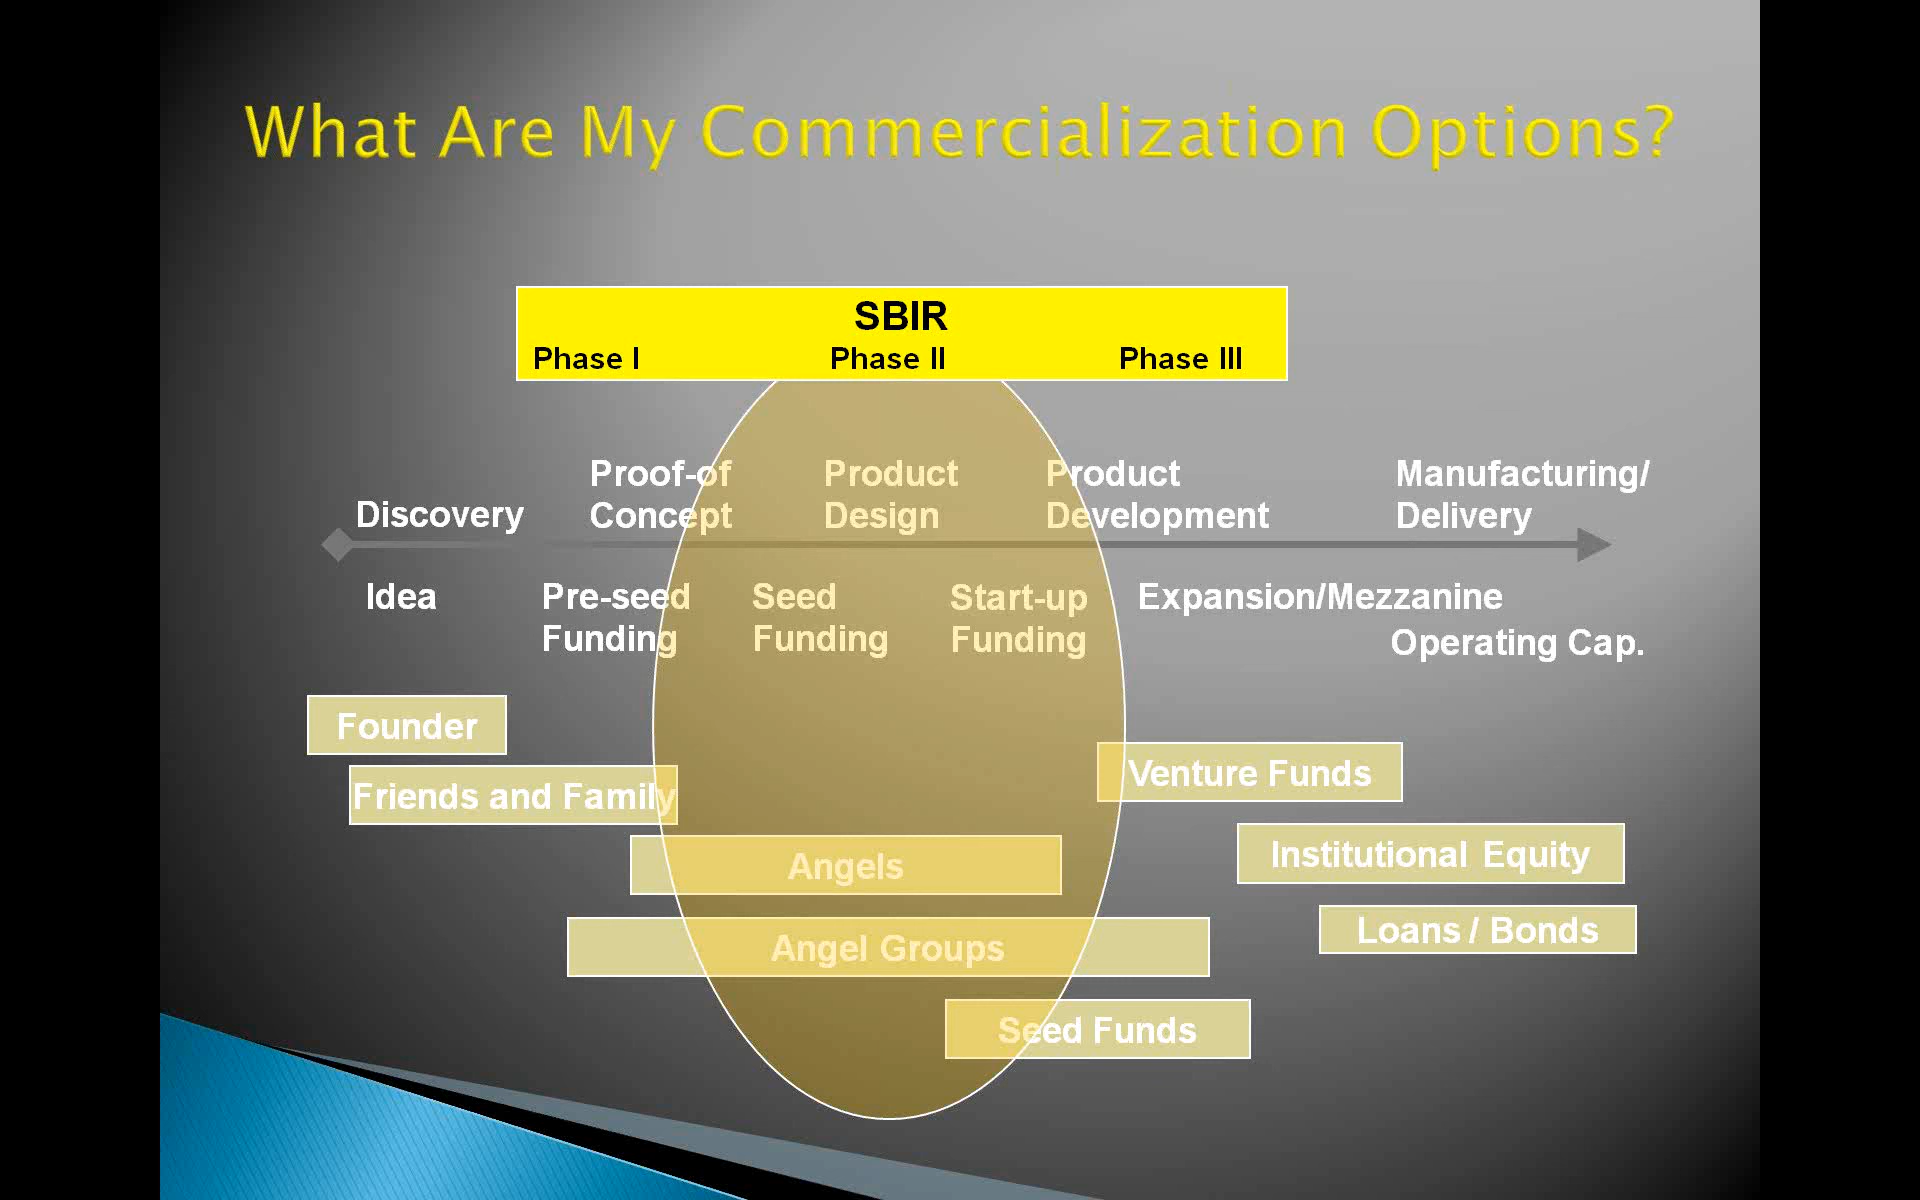 What Are My Commercialization Options?
SBIR
Phase I Phase II Phase III
Discovery
Proof-of
Concept
Product
Design
Product
Development
Manufacturing/
Delivery
Idea
Pre-seed
Funding
Seed
Funding
Start-up
Funding
Expansion/Mezzanine
Operating Cap.
Founder
Friends and Family
Venture Funds
Angels
Institutional Equity
Angel Groups
Loans / Bonds
Seed Funds